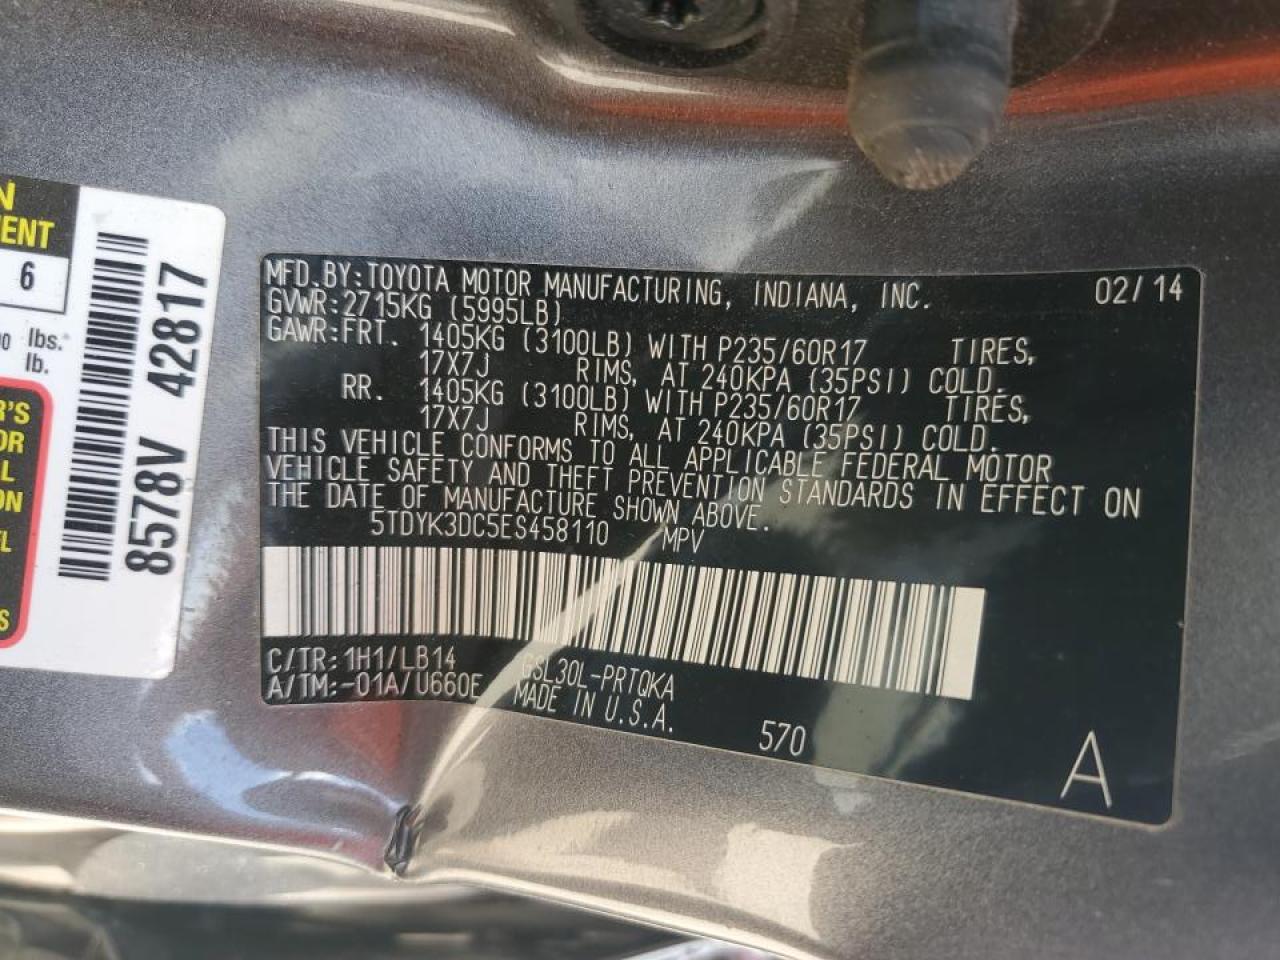 N
ENT
6
lbs.
lb.
R'S
OR
L
ON
TL
S
8578V 42817
MFD.BY:TOYOTA MOTOR MANUFACTURING, INDIANA, INC. 02/14
GVWR:2715KG (5995LB)
GAWR:FRT. 1405KG (3100LB) WITH P235/60R17 TIRES,
17X7J RIMS, AT 240KPA (35PSI) COLD.
RR. 1405KG (3100LB) WITH P235/60R17 TIRES,
17X7J RIMS, AT 240KPA (35PSI) COLD.
THIS VEHICLE CONFORMS TO ALL APPLICABLE FEDERAL MOTOR
VEHICLE SAFETY AND THEFT PREVENTION STANDARDS IN EFFECT ON
THE DATE OF MANUFACTURE SHOWN ABOVE.
5TDYK3DC5ES458110 MPV
C/TR:1H1/LB14 GSL30L-PRTQKA
A/TM:-01A/U660E MADE IN U.S.A.
570
A